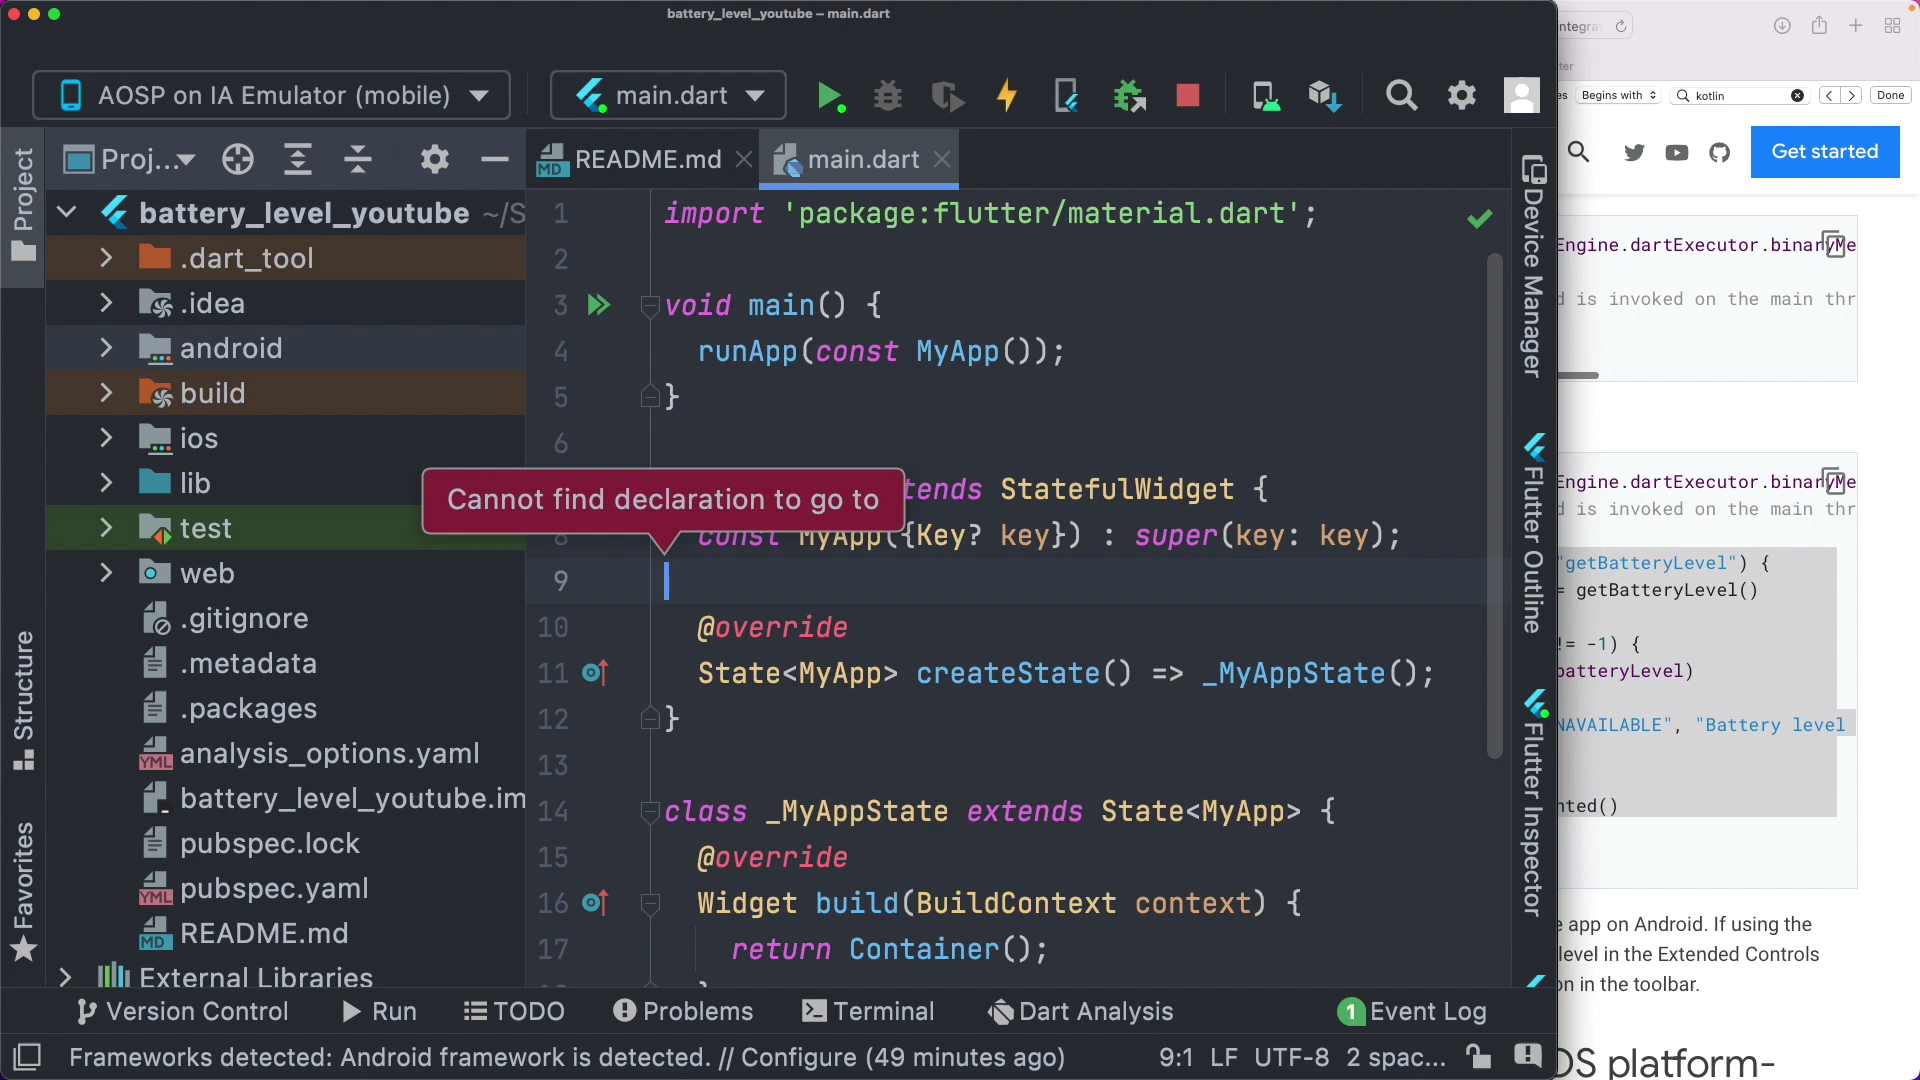 battery_level_youtube – main.dart
AOSP on IA Emulator (mobile)
main.dart
Project
Proj...
README.md
main.dart
battery_level_youtube ~/S
.dart_tool
.idea
android
build
ios
lib
test
web
.gitignore
.metadata
.packages
analysis_options.yaml
battery_level_youtube.im
pubspec.lock
pubspec.yaml
README.md
External Libraries
Structure
Favorites
1 import 'package:flutter/material.dart';
2
3 void main() {
4 runApp(const MyApp());
5 }
6
Cannot find declaration to go to
tends StatefulWidget {
8 const MyApp({Key? key}) : super(key: key);
9
10 @override
11 State<MyApp> createState() => _MyAppState();
12 }
13
14 class _MyAppState extends State<MyApp> {
15 @override
16 Widget build(BuildContext context) {
17 return Container();
Device Manager
Flutter Outline
Flutter Inspector
Version Control
Run
TODO
Problems
Terminal
Dart Analysis
1 Event Log
Frameworks detected: Android framework is detected. // Configure (49 minutes ago)
9:1 LF UTF-8 2 spac...
integra
tter
es Begins with kotlin Done
Get started
Engine.dartExecutor.binaryMe
d is invoked on the main thr
Engine.dartExecutor.binaryMe
d is invoked on the main thr
"getBatteryLevel") {
= getBatteryLevel()
!= -1) {
batteryLevel)
NAVAILABLE", "Battery level
nted()
e app on Android. If using the
level in the Extended Controls
on in the toolbar.
OS platform-